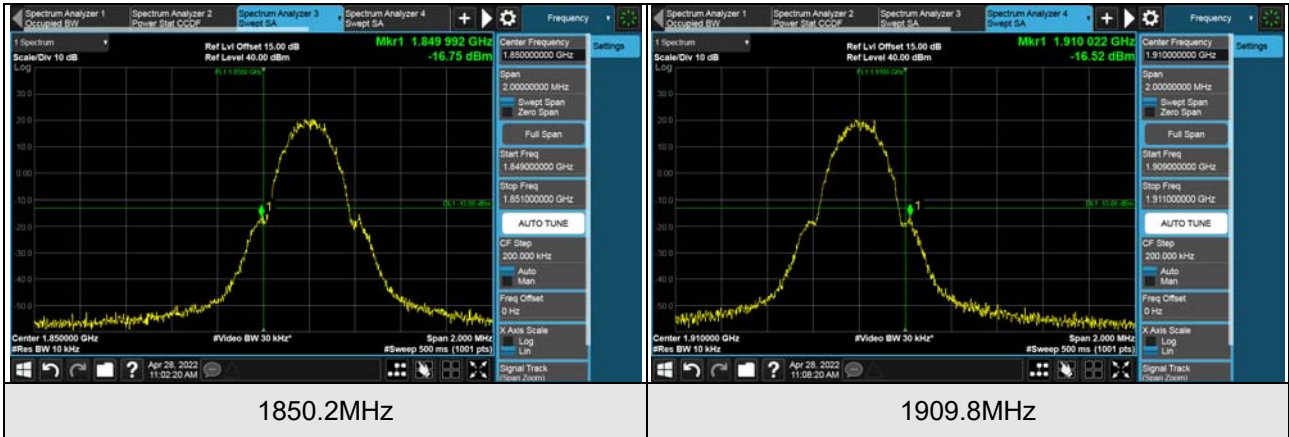 Spectrum Analyzer 1
Occupied BW
Spectrum Analyzer 2
Power Stat CCDF
Spectrum Analyzer 3
Swept SA
Spectrum Analyzer 4
Swept SA
+
Frequency
1 Spectrum
Scale/Div 10 dB
Log
Ref Lvl Offset 15.00 dB
Ref Level 40.00 dBm
Mkr1 1.849 992 GHz
-16.75 dBm
30.0
20.0
10.0
0.00
-10.0
-20.0
-30.0
-40.0
-50.0
1
Center 1.850000 GHz
#Res BW 10 kHz
#Video BW 30 kHz*
Span 2.000 MHz
#Sweep 500 ms (1001 pts)
Center Frequency
1.850000000 GHz
Settings
Span
2.00000000 MHz
Swept Span
Zero Span
Full Span
Start Freq
1.849000000 GHz
Stop Freq
1.851000000 GHz
AUTO TUNE
CF Step
200.000 kHz
Auto
Man
Freq Offset
0 Hz
X Axis Scale
Log
Lin
Signal Track
(Span Zoom)
?
Apr 28, 2022
11:02:20 AM
1850.2MHz
Spectrum Analyzer 1
Occupied BW
Spectrum Analyzer 2
Power Stat CCDF
Spectrum Analyzer 3
Swept SA
Spectrum Analyzer 4
Swept SA
+
Frequency
1 Spectrum
Scale/Div 10 dB
Log
Ref Lvl Offset 15.00 dB
Ref Level 40.00 dBm
Mkr1 1.910 022 GHz
-16.52 dBm
30.0
20.0
10.0
0.00
-10.0
-20.0
-30.0
-40.0
-50.0
1
Center 1.910000 GHz
#Res BW 10 kHz
#Video BW 30 kHz*
Span 2.000 MHz
#Sweep 500 ms (1001 pts)
Center Frequency
1.910000000 GHz
Settings
Span
2.00000000 MHz
Swept Span
Zero Span
Full Span
Start Freq
1.909000000 GHz
Stop Freq
1.911000000 GHz
AUTO TUNE
CF Step
200.000 kHz
Auto
Man
Freq Offset
0 Hz
X Axis Scale
Log
Lin
Signal Track
(Span Zoom)
?
Apr 28, 2022
11:08:20 AM
1909.8MHz